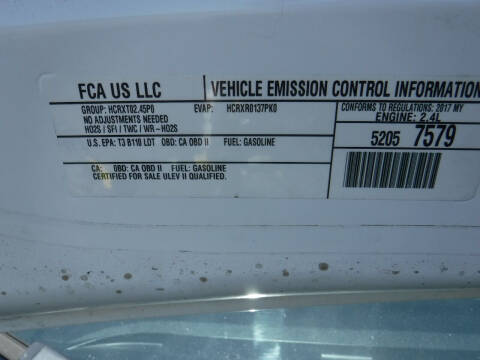 FCA US LLC
VEHICLE EMISSION CONTROL INFORMATION
GROUP: HCRXT02.45P0 EVAP: HCRXR0137PK0
NO ADJUSTMENTS NEEDED
HO2S / SFI / TWC / WR-HO2S
CONFORMS TO REGULATIONS: 2017 MY
ENGINE: 2.4L
U.S. EPA: T3 B110 LDT OBD: CA OBD II FUEL: GASOLINE
5205 7579
CA: OBD: CA OBD II FUEL: GASOLINE
CERTIFIED FOR SALE ULEV II QUALIFIED.